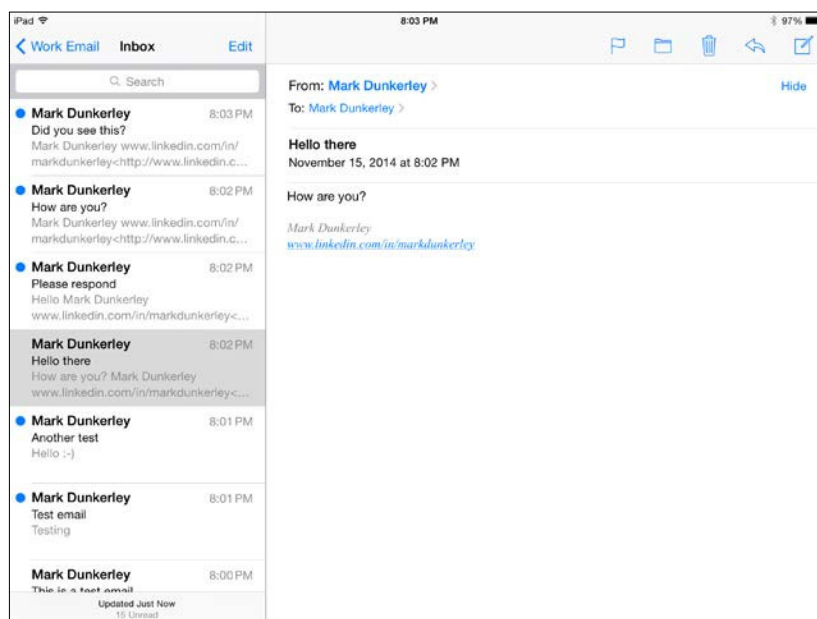 iPad
8:03 PM
97%
Work Email
Inbox
Edit
Search
Mark Dunkerley 8:03 PM
Did you see this?
Mark Dunkerley www.linkedin.com/in/
markdunkerley<http://www.linkedin.c...
Mark Dunkerley 8:02 PM
How are you?
Mark Dunkerley www.linkedin.com/in/
markdunkerley<http://www.linkedin.c...
Mark Dunkerley 8:02 PM
Please respond
Hello Mark Dunkerley
www.linkedin.com/in/markdunkerley<...
Mark Dunkerley 8:02 PM
Hello there
How are you? Mark Dunkerley
www.linkedin.com/in/markdunkerley<...
Mark Dunkerley 8:01 PM
Another test
Hello :-)
Mark Dunkerley 8:01 PM
Test email
Testing
Mark Dunkerley 8:00 PM
This is a test email
Updated Just Now
15 Unread
From: Mark Dunkerley >
Hide
To: Mark Dunkerley >
Hello there
November 15, 2014 at 8:02 PM
How are you?
Mark Dunkerley
www.linkedin.com/in/markdunkerley